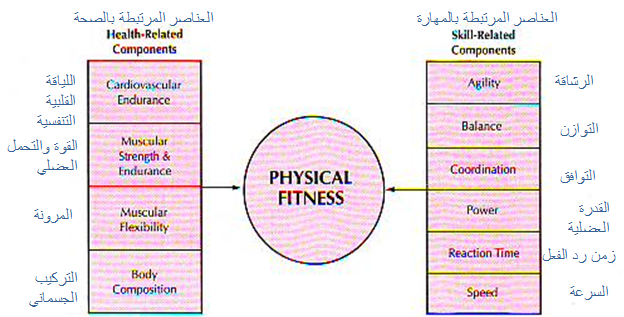 العناصر المرتبطة بالصحة
Health-Related
Components
اللياقة
القلبية
التنفسية
Cardiovascular
Endurance
القوة والتحمل
العضلي
Muscular
Strength &
Endurance
المرونة
Muscular
Flexibility
التركيب
الجسماني
Body
Composition
PHYSICAL
FITNESS
العناصر المرتبطة بالمهارة
Skill-Related
Components
Agility
الرشاقة
Balance
التوازن
Coordination
التوافق
Power
القدرة
العضلية
Reaction Time
زمن رد الفعل
Speed
السرعة